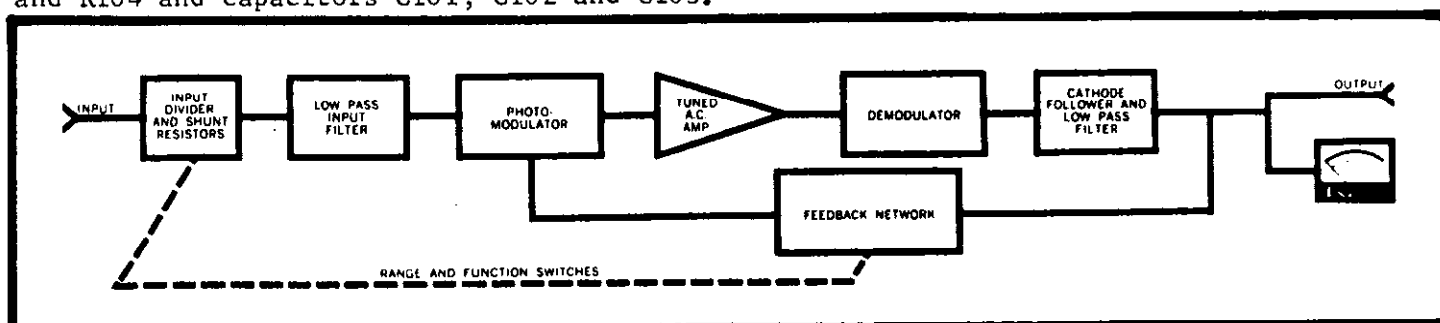 and R104 and capacitors C101, C102 and C103.
INPUT
INPUT
DIVIDER
AND SHUNT
RESISTORS
LOW PASS
INPUT
FILTER
PHOTO-
MODULATOR
TUNED
A.C.
AMP
DEMODULATOR
CATHODE
FOLLOWER AND
LOW PASS
FILTER
OUTPUT
FEEDBACK NETWORK
RANGE AND FUNCTION SWITCHES